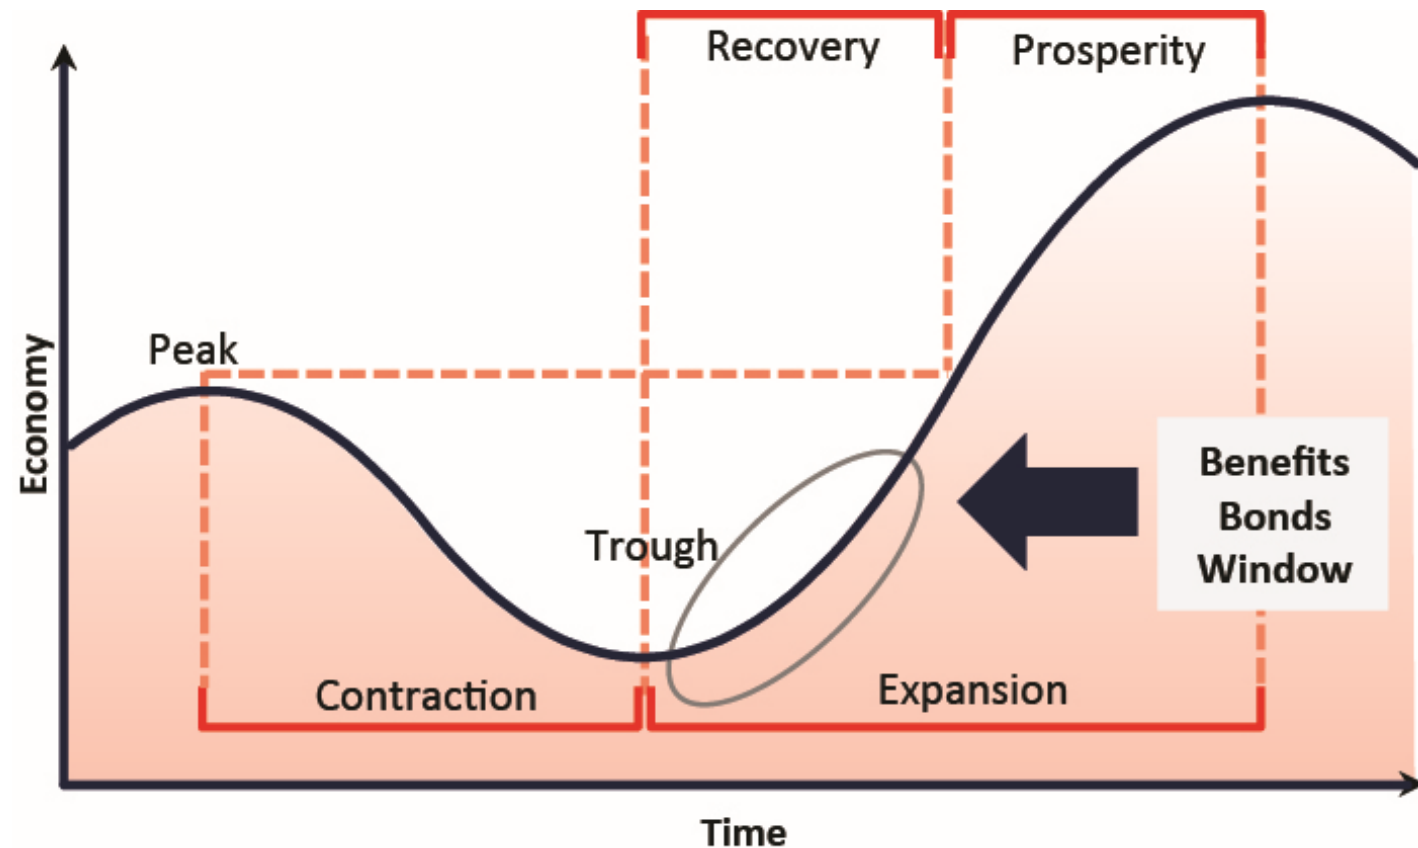 Recovery
Prosperity
Peak
Economy
Trough
Benefits
Bonds
Window
Contraction
Expansion
Time